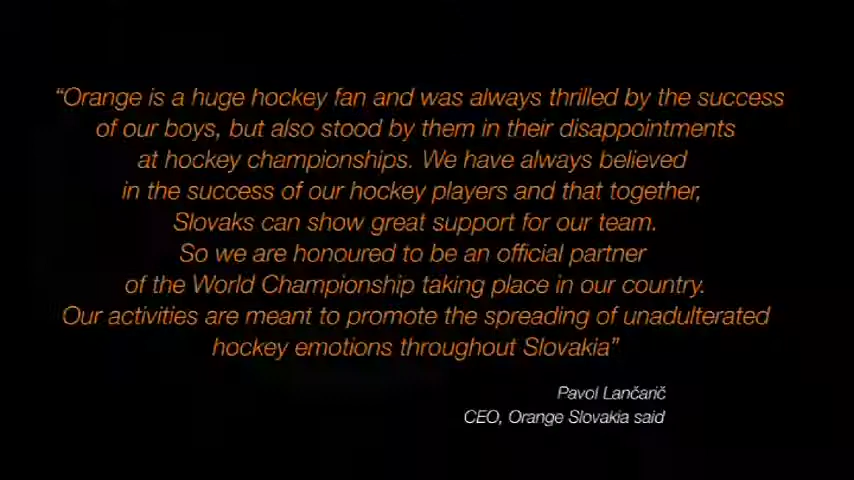 “Orange is a huge hockey fan and was always thrilled by the success
of our boys, but also stood by them in their disappointments
at hockey championships. We have always believed
in the success of our hockey players and that together,
Slovaks can show great support for our team.
So we are honoured to be an official partner
of the World Championship taking place in our country.
Our activities are meant to promote the spreading of unadulterated
hockey emotions throughout Slovakia”
Pavol Lančarič
CEO, Orange Slovakia said